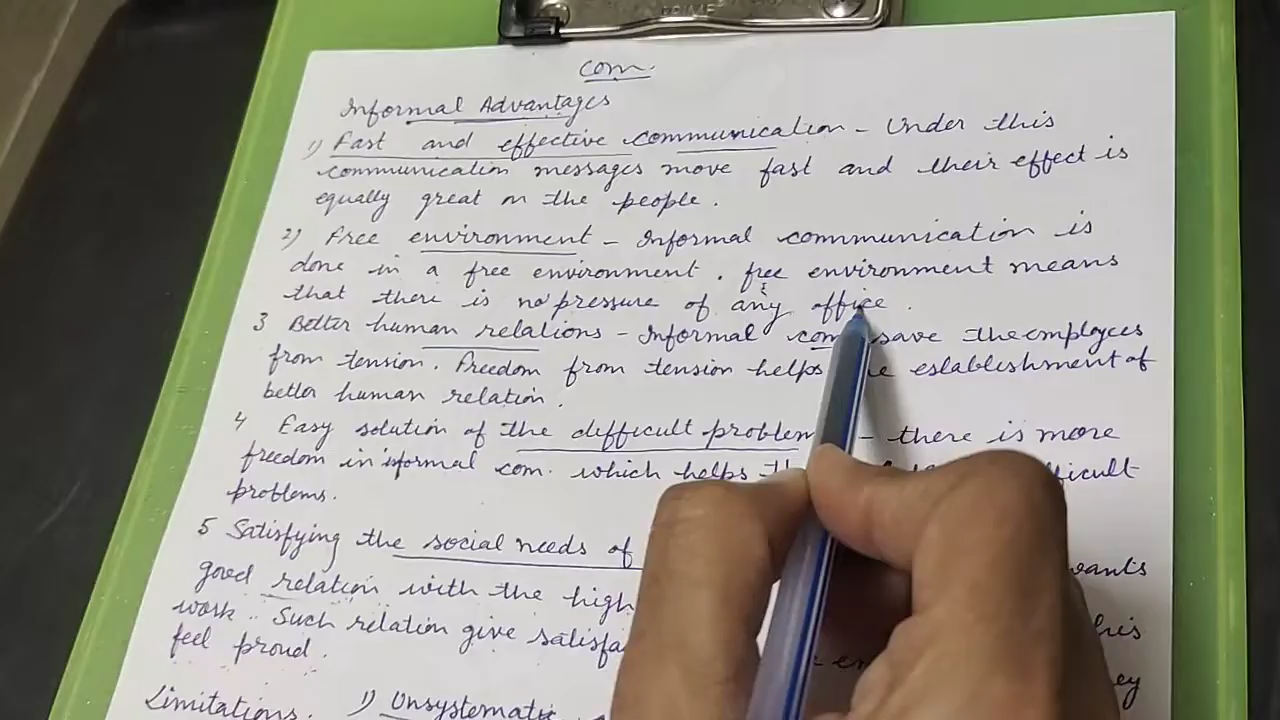 PRIME
com.
Informal Advantages
1) Fast and effective communication - Under this
communication messages move fast and their effect is
equally great on the people.
2) Free environment - Informal communication is
done in a free environment. free environment means
that there is no pressure of any office.
3 Better human relations - Informal com save the employees
from tension. Freedom from tension helps the establishment of
better human relation.
4 Easy solution of the difficult problem - there is more
freedom in informal com. which helps
problems.
5 Satisfying the social needs of wants
good relation with the high
work. Such relation give
feel proud.
Limitations. 1) Unsystematic